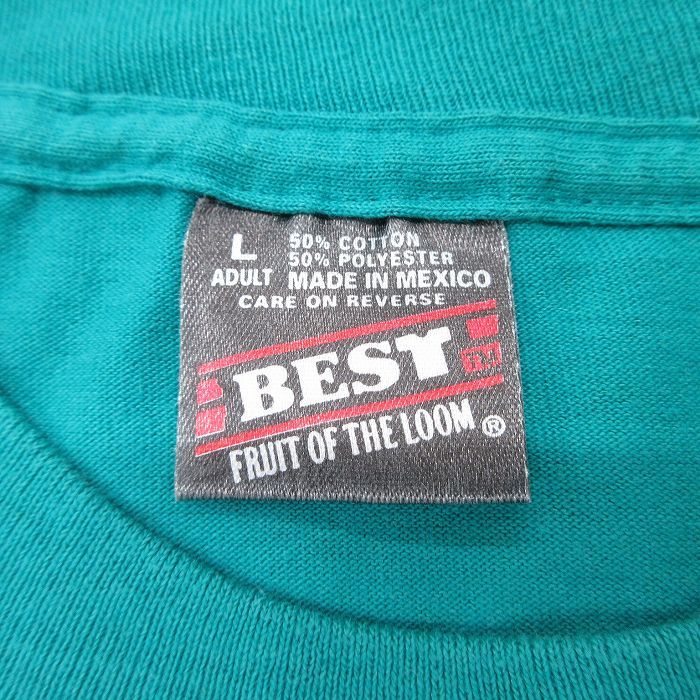 L 50% COTTON
50% POLYESTER
ADULT MADE IN MEXICO
CARE ON REVERSE
BEST TM
FRUIT OF THE LOOM ®